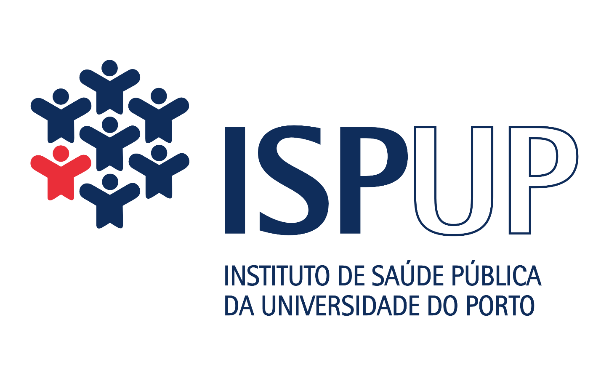 ISPUP
INSTITUTO DE SAÚDE PÚBLICA
DA UNIVERSIDADE DO PORTO